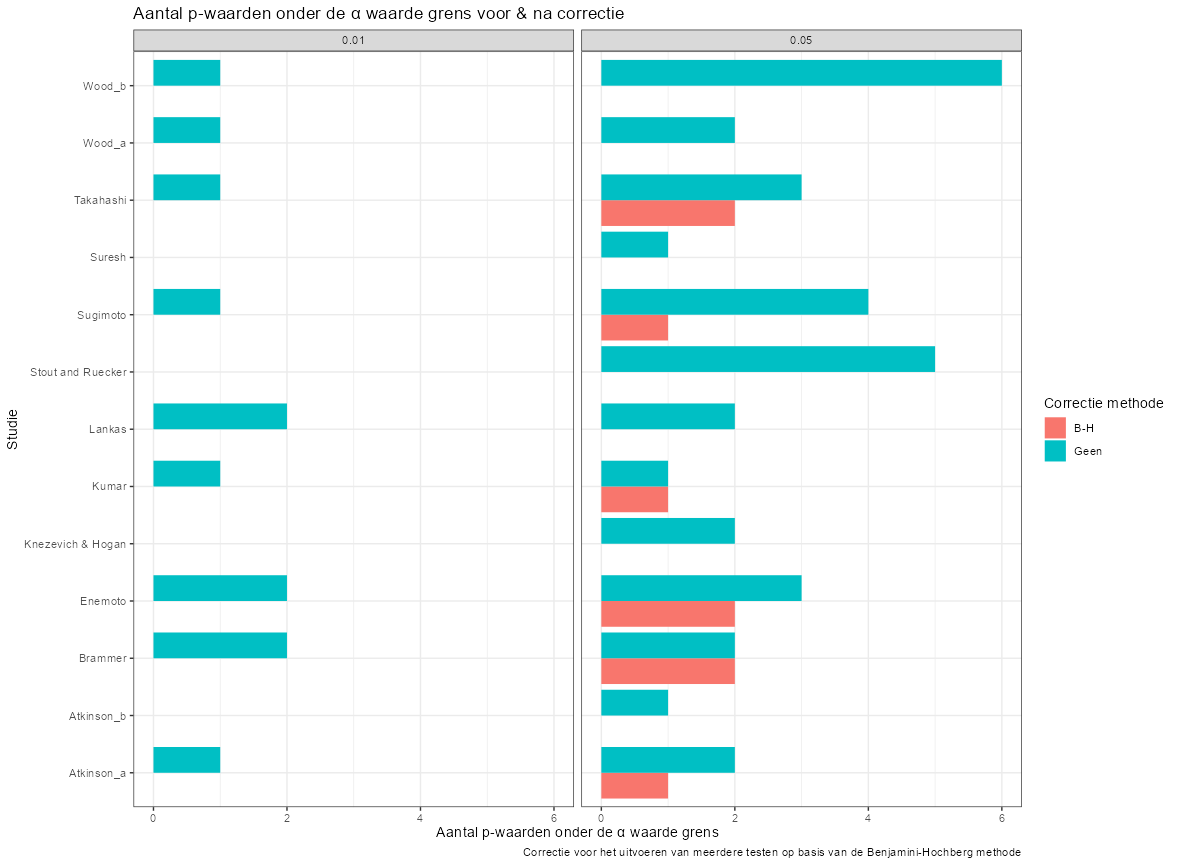 Aantal p-waarden onder de α waarde grens voor & na correctie
0.01
0.05
Wood_b
Wood_a
Takahashi
Suresh
Sugimoto
Stout and Ruecker
Lankas
Kumar
Knezevich & Hogan
Enemoto
Brammer
Atkinson_b
Atkinson_a
Studie
0 2 4 6
0 2 4 6
Aantal p-waarden onder de α waarde grens
Correctie methode
B-H
Geen
Correctie voor het uitvoeren van meerdere testen op basis van de Benjamini-Hochberg methode